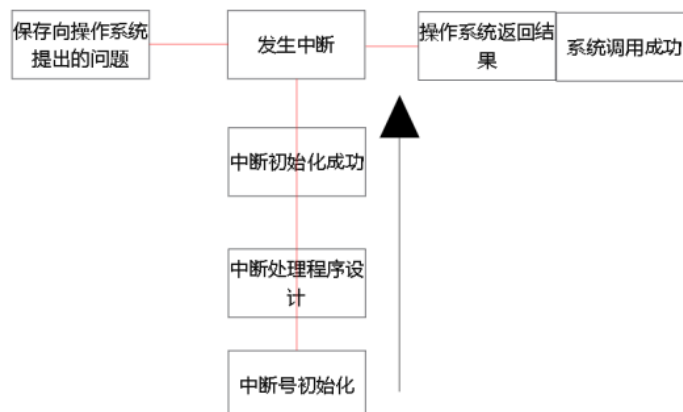 保存向操作系统
提出的问题
发生中断
操作系统返回结
果
系统调用成功
中断初始化成功
中断处理程序设
计
中断号初始化